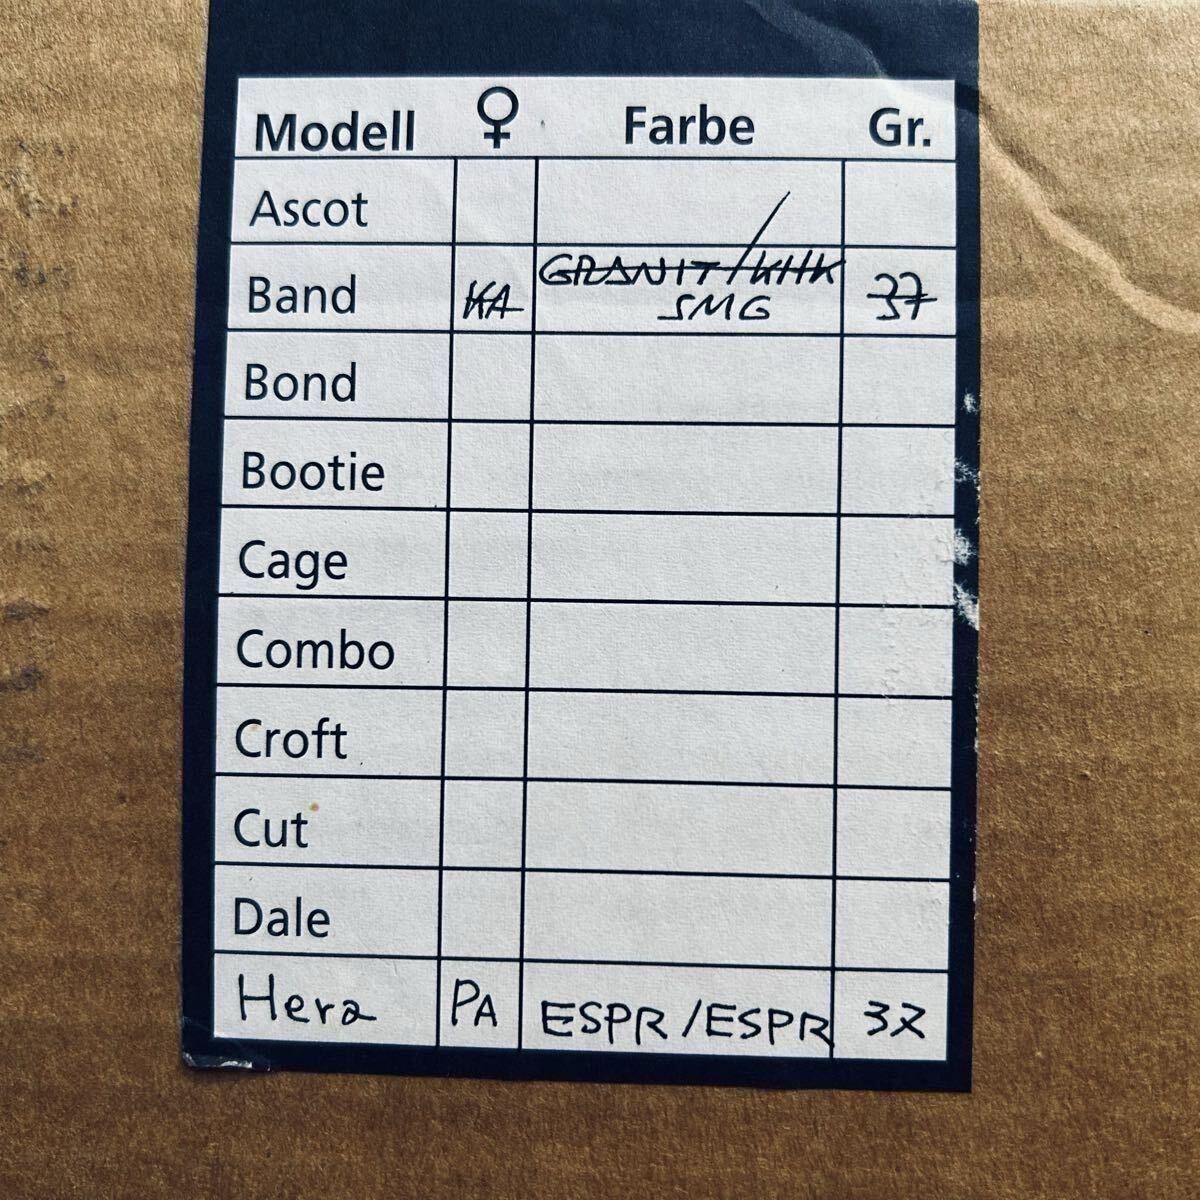 Modell ♀ Farbe Gr.
Ascot
Band KA GRANIT/KHK 37
SMG
Bond
Bootie
Cage
Combo
Croft
Cut
Dale
Hera PA ESPR/ESPR 37